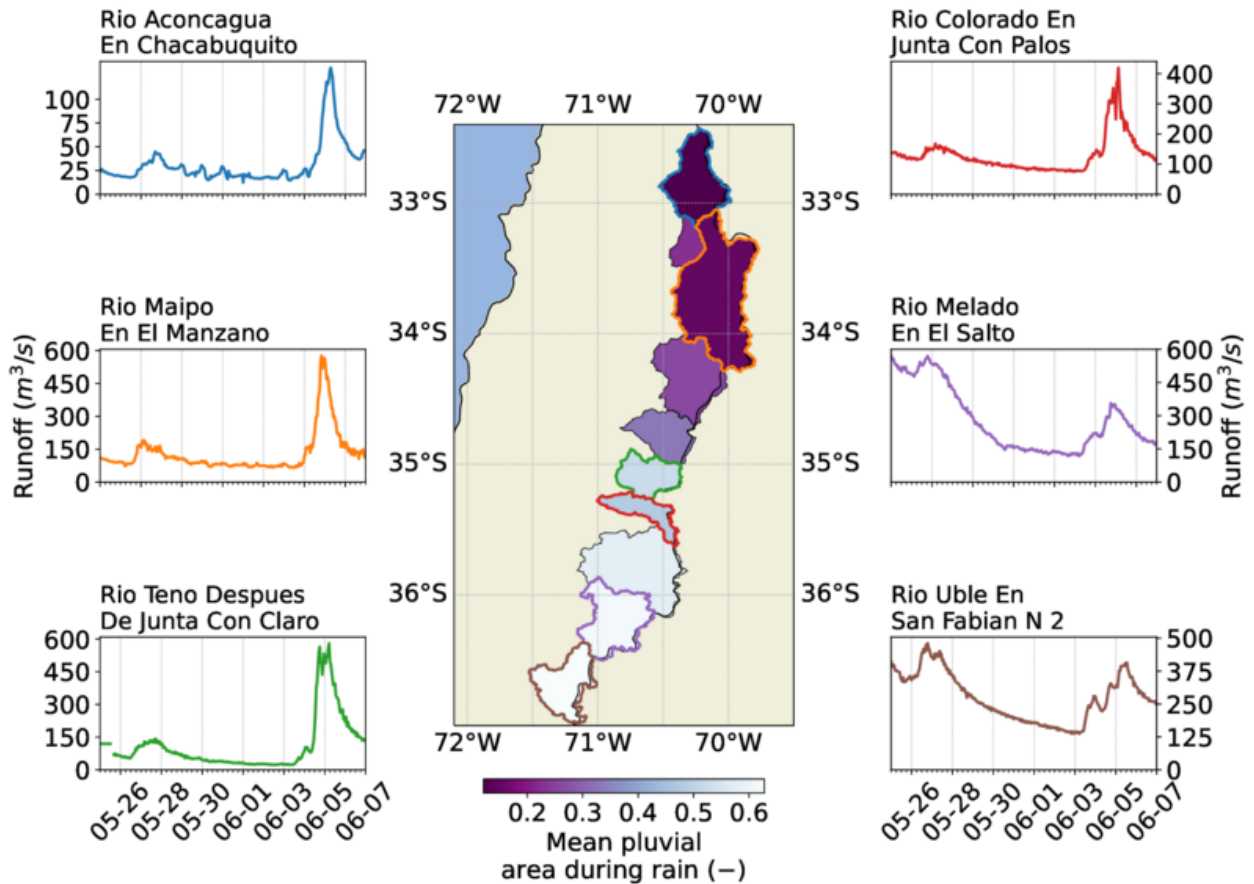 Rio Aconcagua
En Chacabuquito
100
75
50
25
0
Rio Maipo
En El Manzano
600
450
300
150
0
Runoff (m³/s)
Rio Teno Despues
De Junta Con Claro
600
450
300
150
0
05-26
05-28
05-30
06-01
06-03
06-05
06-07
72°W 71°W 70°W
33°S 33°S
34°S 34°S
35°S 35°S
36°S 36°S
72°W 71°W 70°W
0.2 0.3 0.4 0.5 0.6
Mean pluvial
area during rain (−)
Rio Colorado En
Junta Con Palos
400
300
200
100
0
Rio Melado
En El Salto
600
450
300
150
0
Runoff (m³/s)
Rio Uble En
San Fabian N 2
500
375
250
125
0
05-26
05-28
05-30
06-01
06-03
06-05
06-07